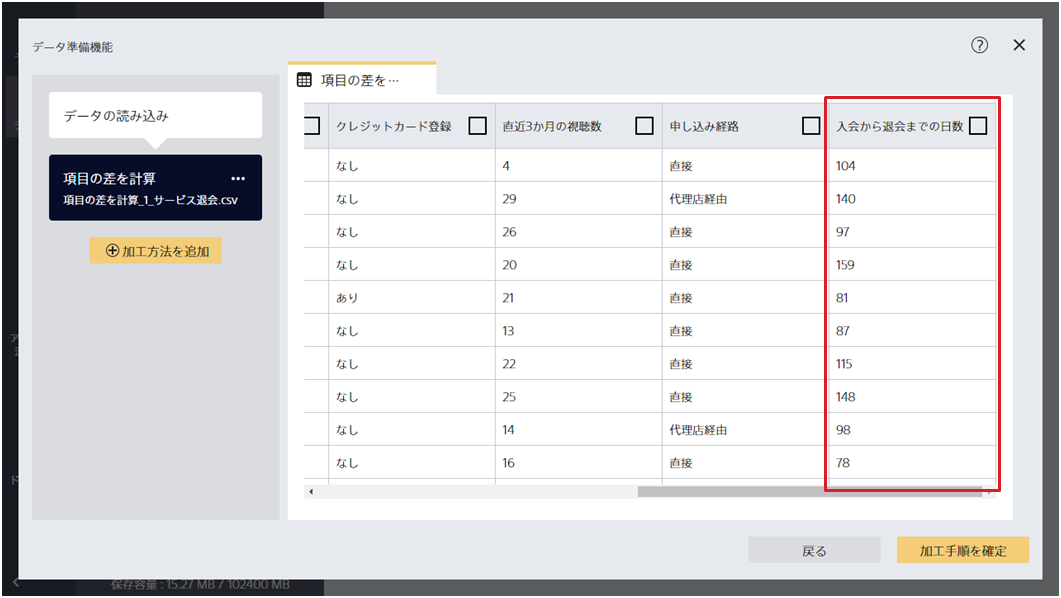 データ準備機能
?
データの読み込み
項目の差を計算
項目の差を計算_1_サービス退会.csv
加工方法を追加
項目の差を…
クレジットカード登録 直近3か月の視聴数 申し込み経路 入会から退会までの日数
なし 4 直接 104
なし 29 代理店経由 140
なし 26 直接 97
なし 20 直接 159
あり 21 直接 81
なし 13 直接 87
なし 22 直接 115
なし 25 直接 148
なし 14 代理店経由 98
なし 16 直接 78
戻る 加工手順を確定
保存容量 : 15.27 MB / 102400 MB